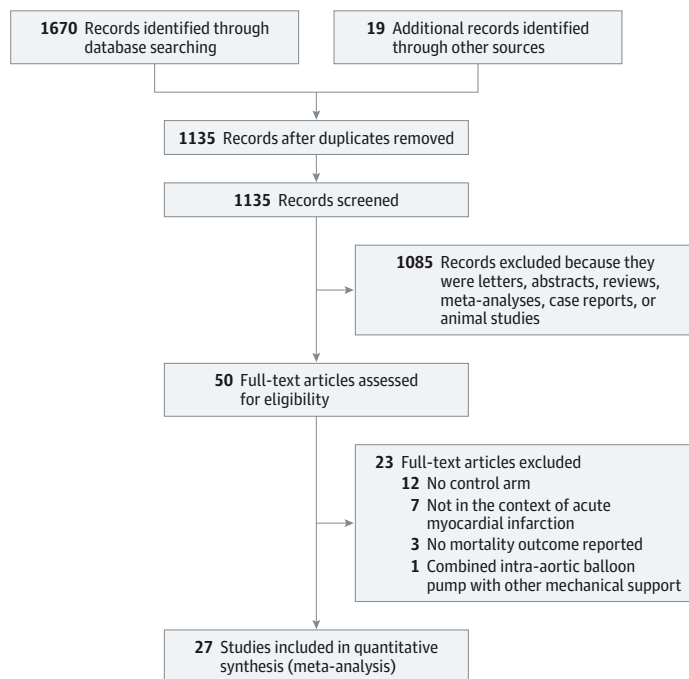 1670 Records identified through
database searching
19 Additional records identified
through other sources
1135 Records after duplicates removed
1135 Records screened
1085 Records excluded because they
were letters, abstracts, reviews,
meta-analyses, case reports, or
animal studies
50 Full-text articles assessed
for eligibility
23 Full-text articles excluded
12 No control arm
7 Not in the context of acute
myocardial infarction
3 No mortality outcome reported
1 Combined intra-aortic balloon
pump with other mechanical support
27 Studies included in quantitative
synthesis (meta-analysis)